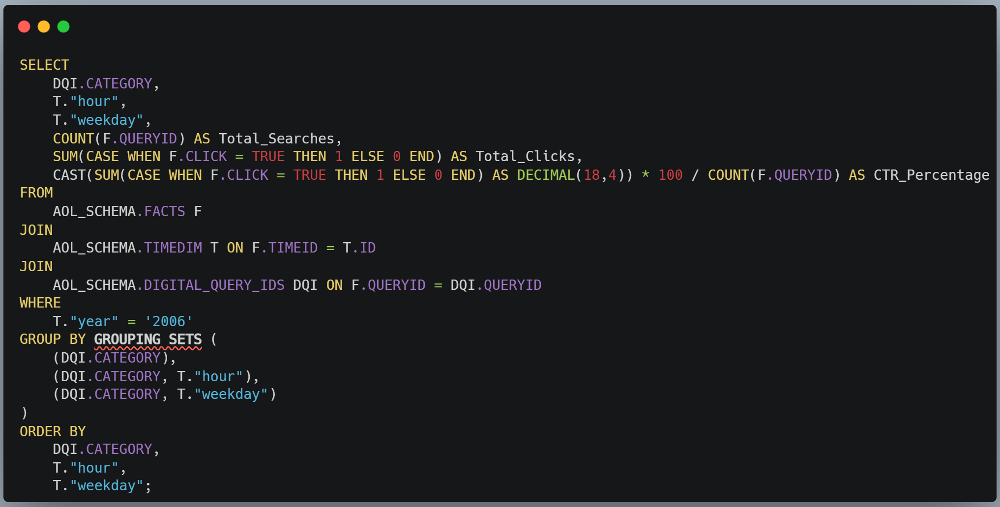 SELECT
    DQI.CATEGORY,
    T."hour",
    T."weekday",
    COUNT(F.QUERYID) AS Total_Searches,
    SUM(CASE WHEN F.CLICK = TRUE THEN 1 ELSE 0 END) AS Total_Clicks,
    CAST(SUM(CASE WHEN F.CLICK = TRUE THEN 1 ELSE 0 END) AS DECIMAL(18,4)) * 100 / COUNT(F.QUERYID) AS CTR_Percentage
FROM
    AOL_SCHEMA.FACTS F
JOIN
    AOL_SCHEMA.TIMEDIM T ON F.TIMEID = T.ID
JOIN
    AOL_SCHEMA.DIGITAL_QUERY_IDS DQI ON F.QUERYID = DQI.QUERYID
WHERE
    T."year" = '2006'
GROUP BY GROUPING SETS (
    (DQI.CATEGORY),
    (DQI.CATEGORY, T."hour"),
    (DQI.CATEGORY, T."weekday")
)
ORDER BY
    DQI.CATEGORY,
    T."hour",
    T."weekday";